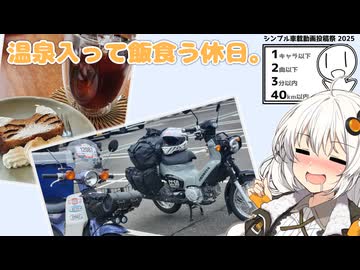 シンプル車載動画投稿祭 2025
温泉入って飯食う休日。
1キャラ以下
2曲以下
3分以内
40km以内